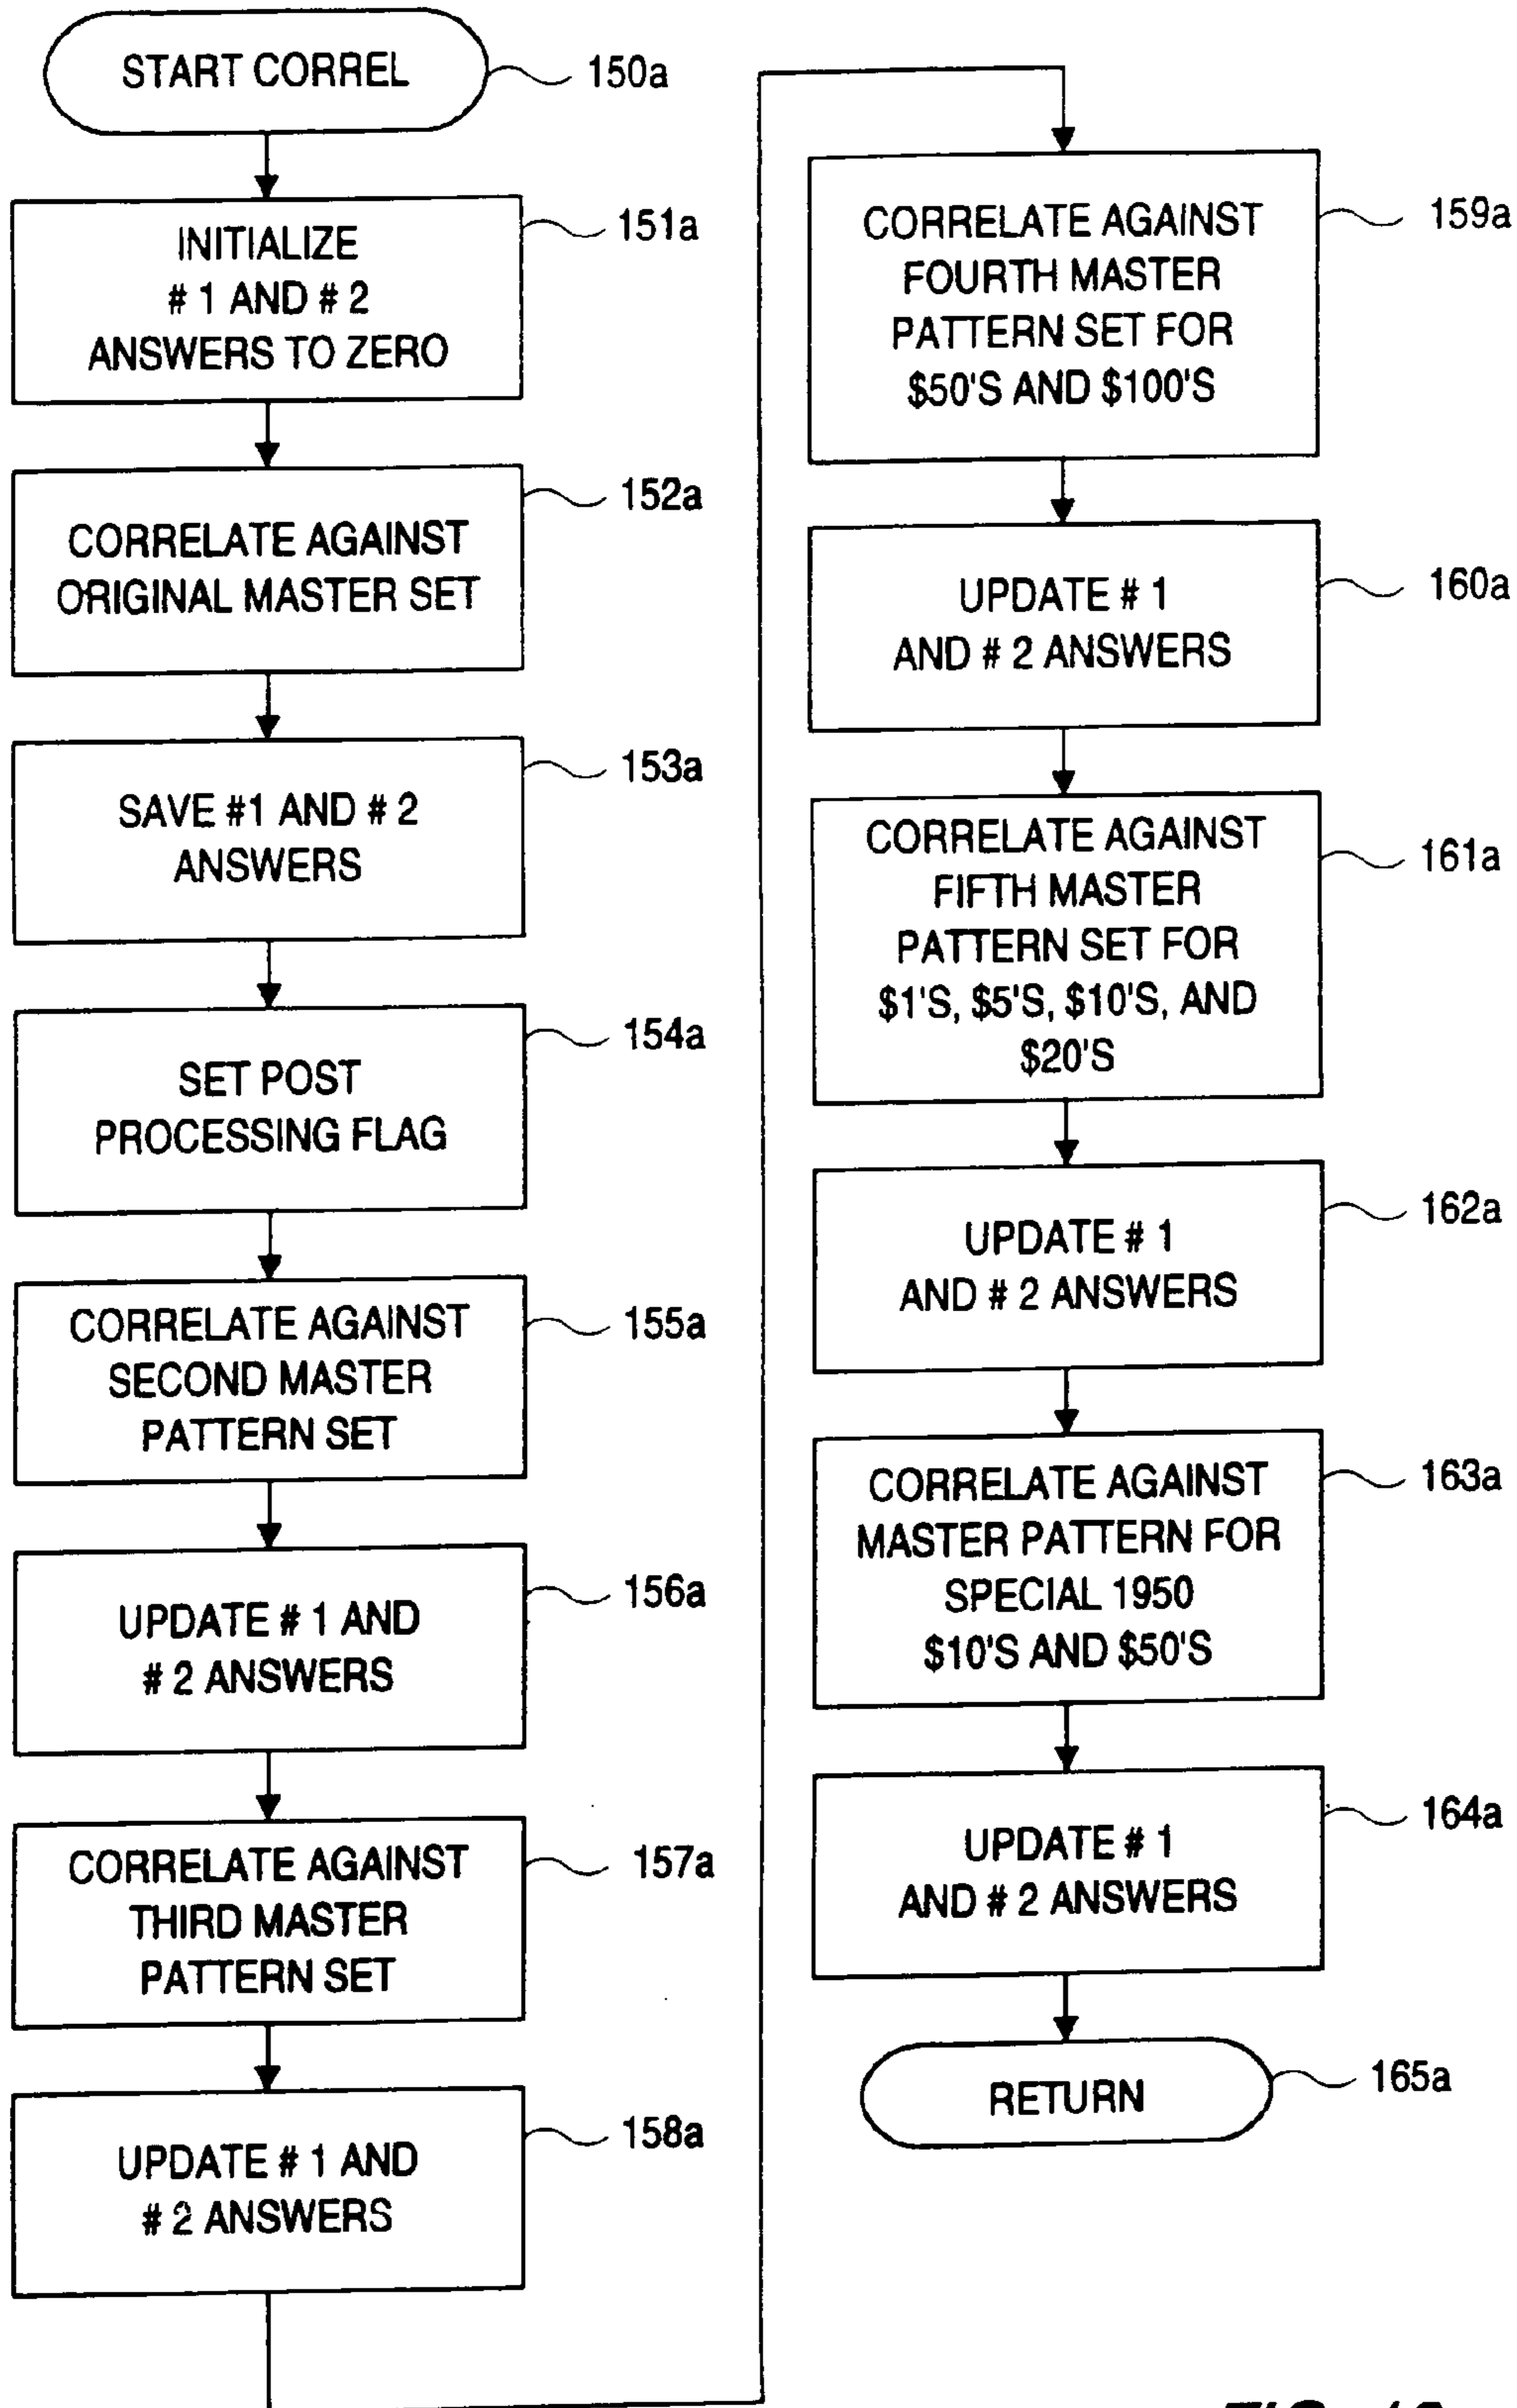 START CORREL
150a
INITIALIZE
# 1 AND # 2
ANSWERS TO ZERO
151a
CORRELATE AGAINST
ORIGINAL MASTER SET
152a
SAVE #1 AND # 2
ANSWERS
153a
SET POST
PROCESSING FLAG
154a
CORRELATE AGAINST
SECOND MASTER
PATTERN SET
155a
UPDATE # 1 AND
# 2 ANSWERS
156a
CORRELATE AGAINST
THIRD MASTER
PATTERN SET
157a
UPDATE # 1 AND
# 2 ANSWERS
158a
CORRELATE AGAINST
FOURTH MASTER
PATTERN SET FOR
$50'S AND $100'S
159a
UPDATE # 1
AND # 2 ANSWERS
160a
CORRELATE AGAINST
FIFTH MASTER
PATTERN SET FOR
$1'S, $5'S, $10'S, AND
$20'S
161a
UPDATE # 1
AND # 2 ANSWERS
162a
CORRELATE AGAINST
MASTER PATTERN FOR
SPECIAL 1950
$10'S AND $50'S
163a
UPDATE # 1
AND # 2 ANSWERS
164a
RETURN
165a